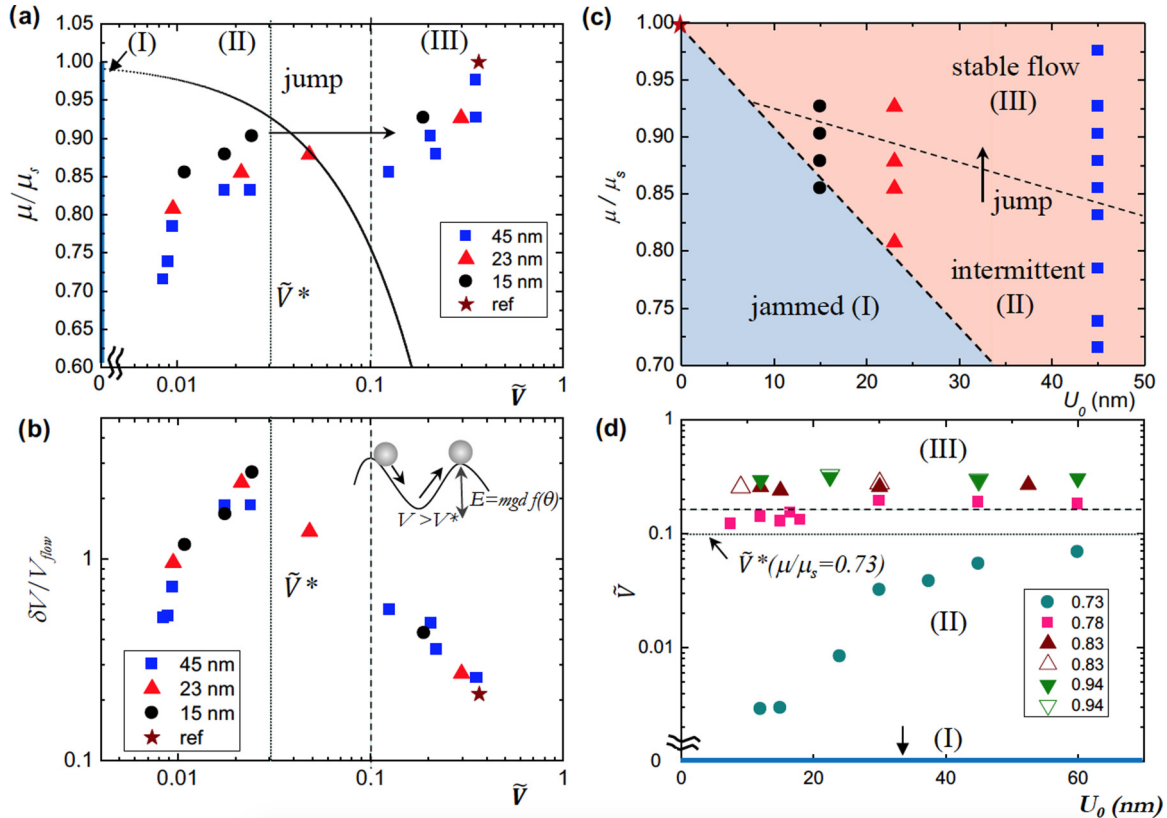 (a)
1.05
1.00
0.95
0.90
0.85
0.80
0.75
0.70
0.65
0.60
μ/μs
(I)
(II)
(III)
jump
Ṽ*
45 nm
23 nm
15 nm
ref
0
0.01
0.1
1
Ṽ
(b)
1
0.1
δV/Vflow
E=mgd f(θ)
V > V*
Ṽ*
45 nm
23 nm
15 nm
ref
0
0.01
0.1
1
Ṽ
(c)
1.00
0.95
0.90
0.85
0.80
0.75
0.70
μ/μs
stable flow
(III)
jump
intermittent
(II)
jammed (I)
0
10
20
30
40
50
U0 (nm)
(d)
1
0.1
0.01
0
Ṽ
(III)
Ṽ*(μ/μs=0.73)
(II)
0.73
0.78
0.83
0.83
0.94
0.94
(I)
0
20
40
60
U0 (nm)